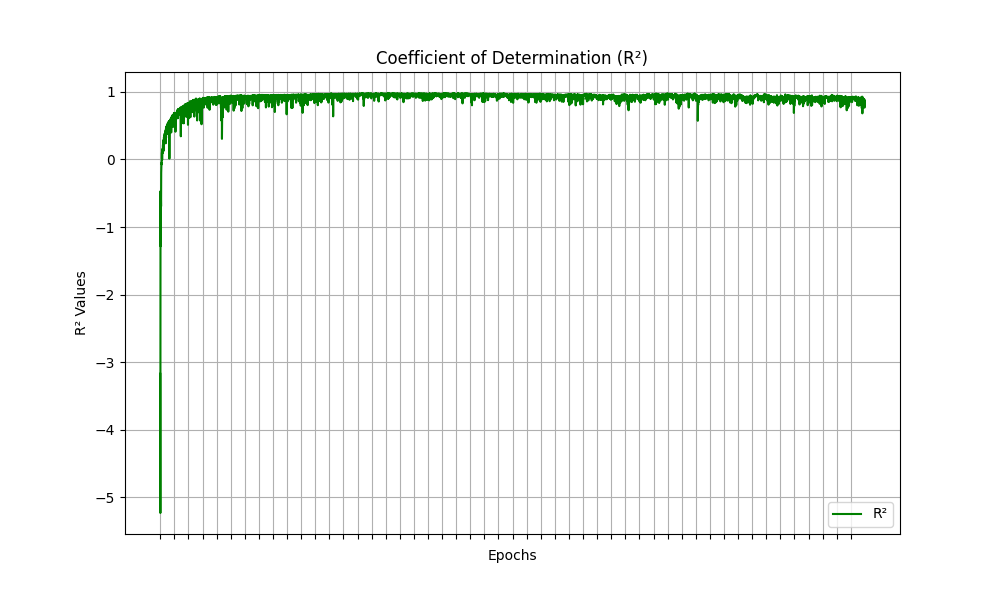 Coefficient of Determination (R²)
1
0
−1
−2
−3
−4
−5
R² Values
Epochs
R²